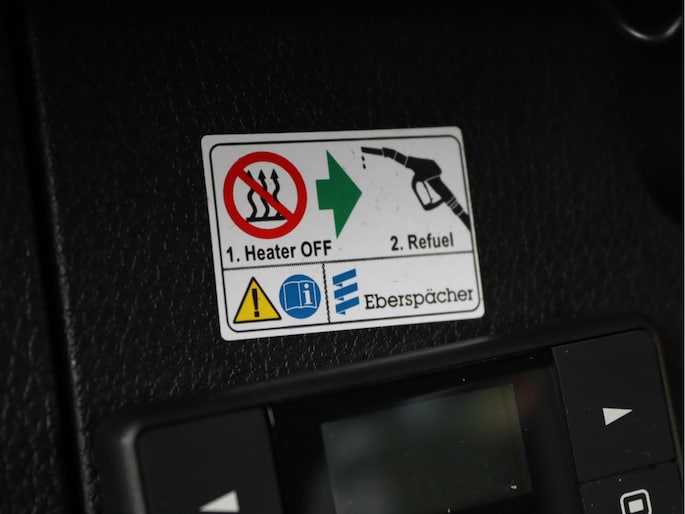 1. Heater OFF
2. Refuel
Eberspächer